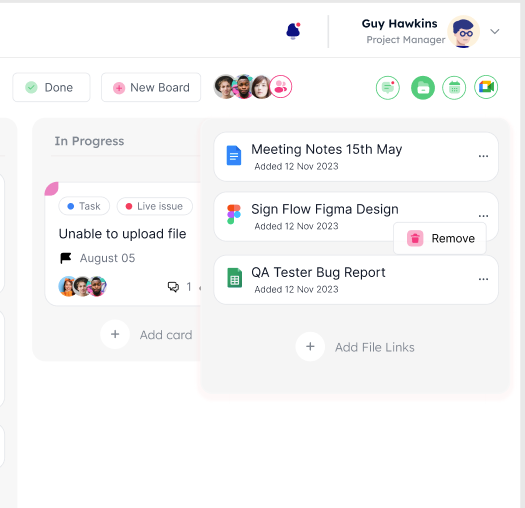 Guy Hawkins
Project Manager
Done
New Board
In Progress
Task
Live issue
Unable to upload file
August 05
1
Add card
Meeting Notes 15th May
Added 12 Nov 2023
Sign Flow Figma Design
Added 12 Nov 2023
Remove
QA Tester Bug Report
Added 12 Nov 2023
Add File Links